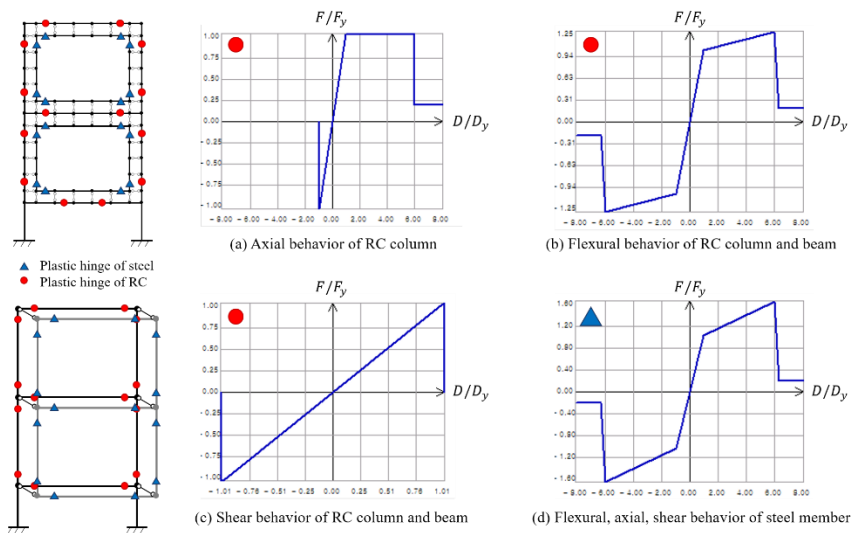 F/Fy
1.00
0.75
0.50
0.25
0.00
D/Dy
-0.25
-0.50
-0.75
-1.00
-8.00 -6.00 -4.00 -2.00 0.00 2.00 4.00 6.00 8.00
(a) Axial behavior of RC column
F/Fy
1.25
0.94
0.63
0.31
0.00
D/Dy
-0.31
-0.63
-0.94
-1.25
-8.00 -6.00 -4.00 -2.00 0.00 2.00 4.00 6.00 8.00
(b) Flexural behavior of RC column and beam
Plastic hinge of steel
Plastic hinge of RC
F/Fy
1.00
0.75
0.50
0.25
0.00
D/Dy
-0.25
-0.50
-0.75
-1.00
-1.01 -0.76 -0.51 -0.25 0.00 0.25 0.51 0.76 1.01
(c) Shear behavior of RC column and beam
F/Fy
1.60
1.20
0.80
0.40
0.00
D/Dy
-0.40
-0.80
-1.20
-1.60
-8.00 -6.00 -4.00 -2.00 0.00 2.00 4.00 6.00 8.00
(d) Flexural, axial, shear behavior of steel member